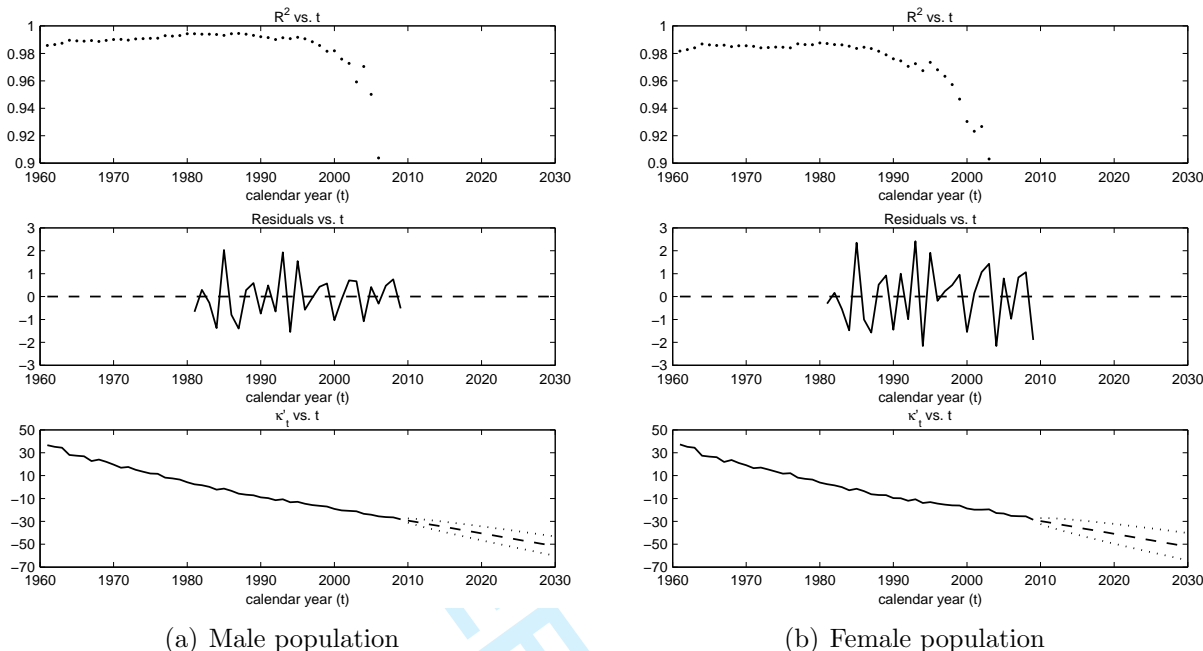 R² vs. t
1
0.98
0.96
0.94
0.92
0.9
1960 1970 1980 1990 2000 2010 2020 2030
calendar year (t)
Residuals vs. t
3
2
1
0
−1
−2
−3
1960 1970 1980 1990 2000 2010 2020 2030
calendar year (t)
κ'ₜ vs. t
50
30
10
−10
−30
−50
−70
1960 1970 1980 1990 2000 2010 2020 2030
calendar year (t)
(a) Male population
R² vs. t
1
0.98
0.96
0.94
0.92
0.9
1960 1970 1980 1990 2000 2010 2020 2030
calendar year (t)
Residuals vs. t
3
2
1
0
−1
−2
−3
1960 1970 1980 1990 2000 2010 2020 2030
calendar year (t)
κ'ₜ vs. t
50
30
10
−10
−30
−50
−70
1960 1970 1980 1990 2000 2010 2020 2030
calendar year (t)
(b) Female population